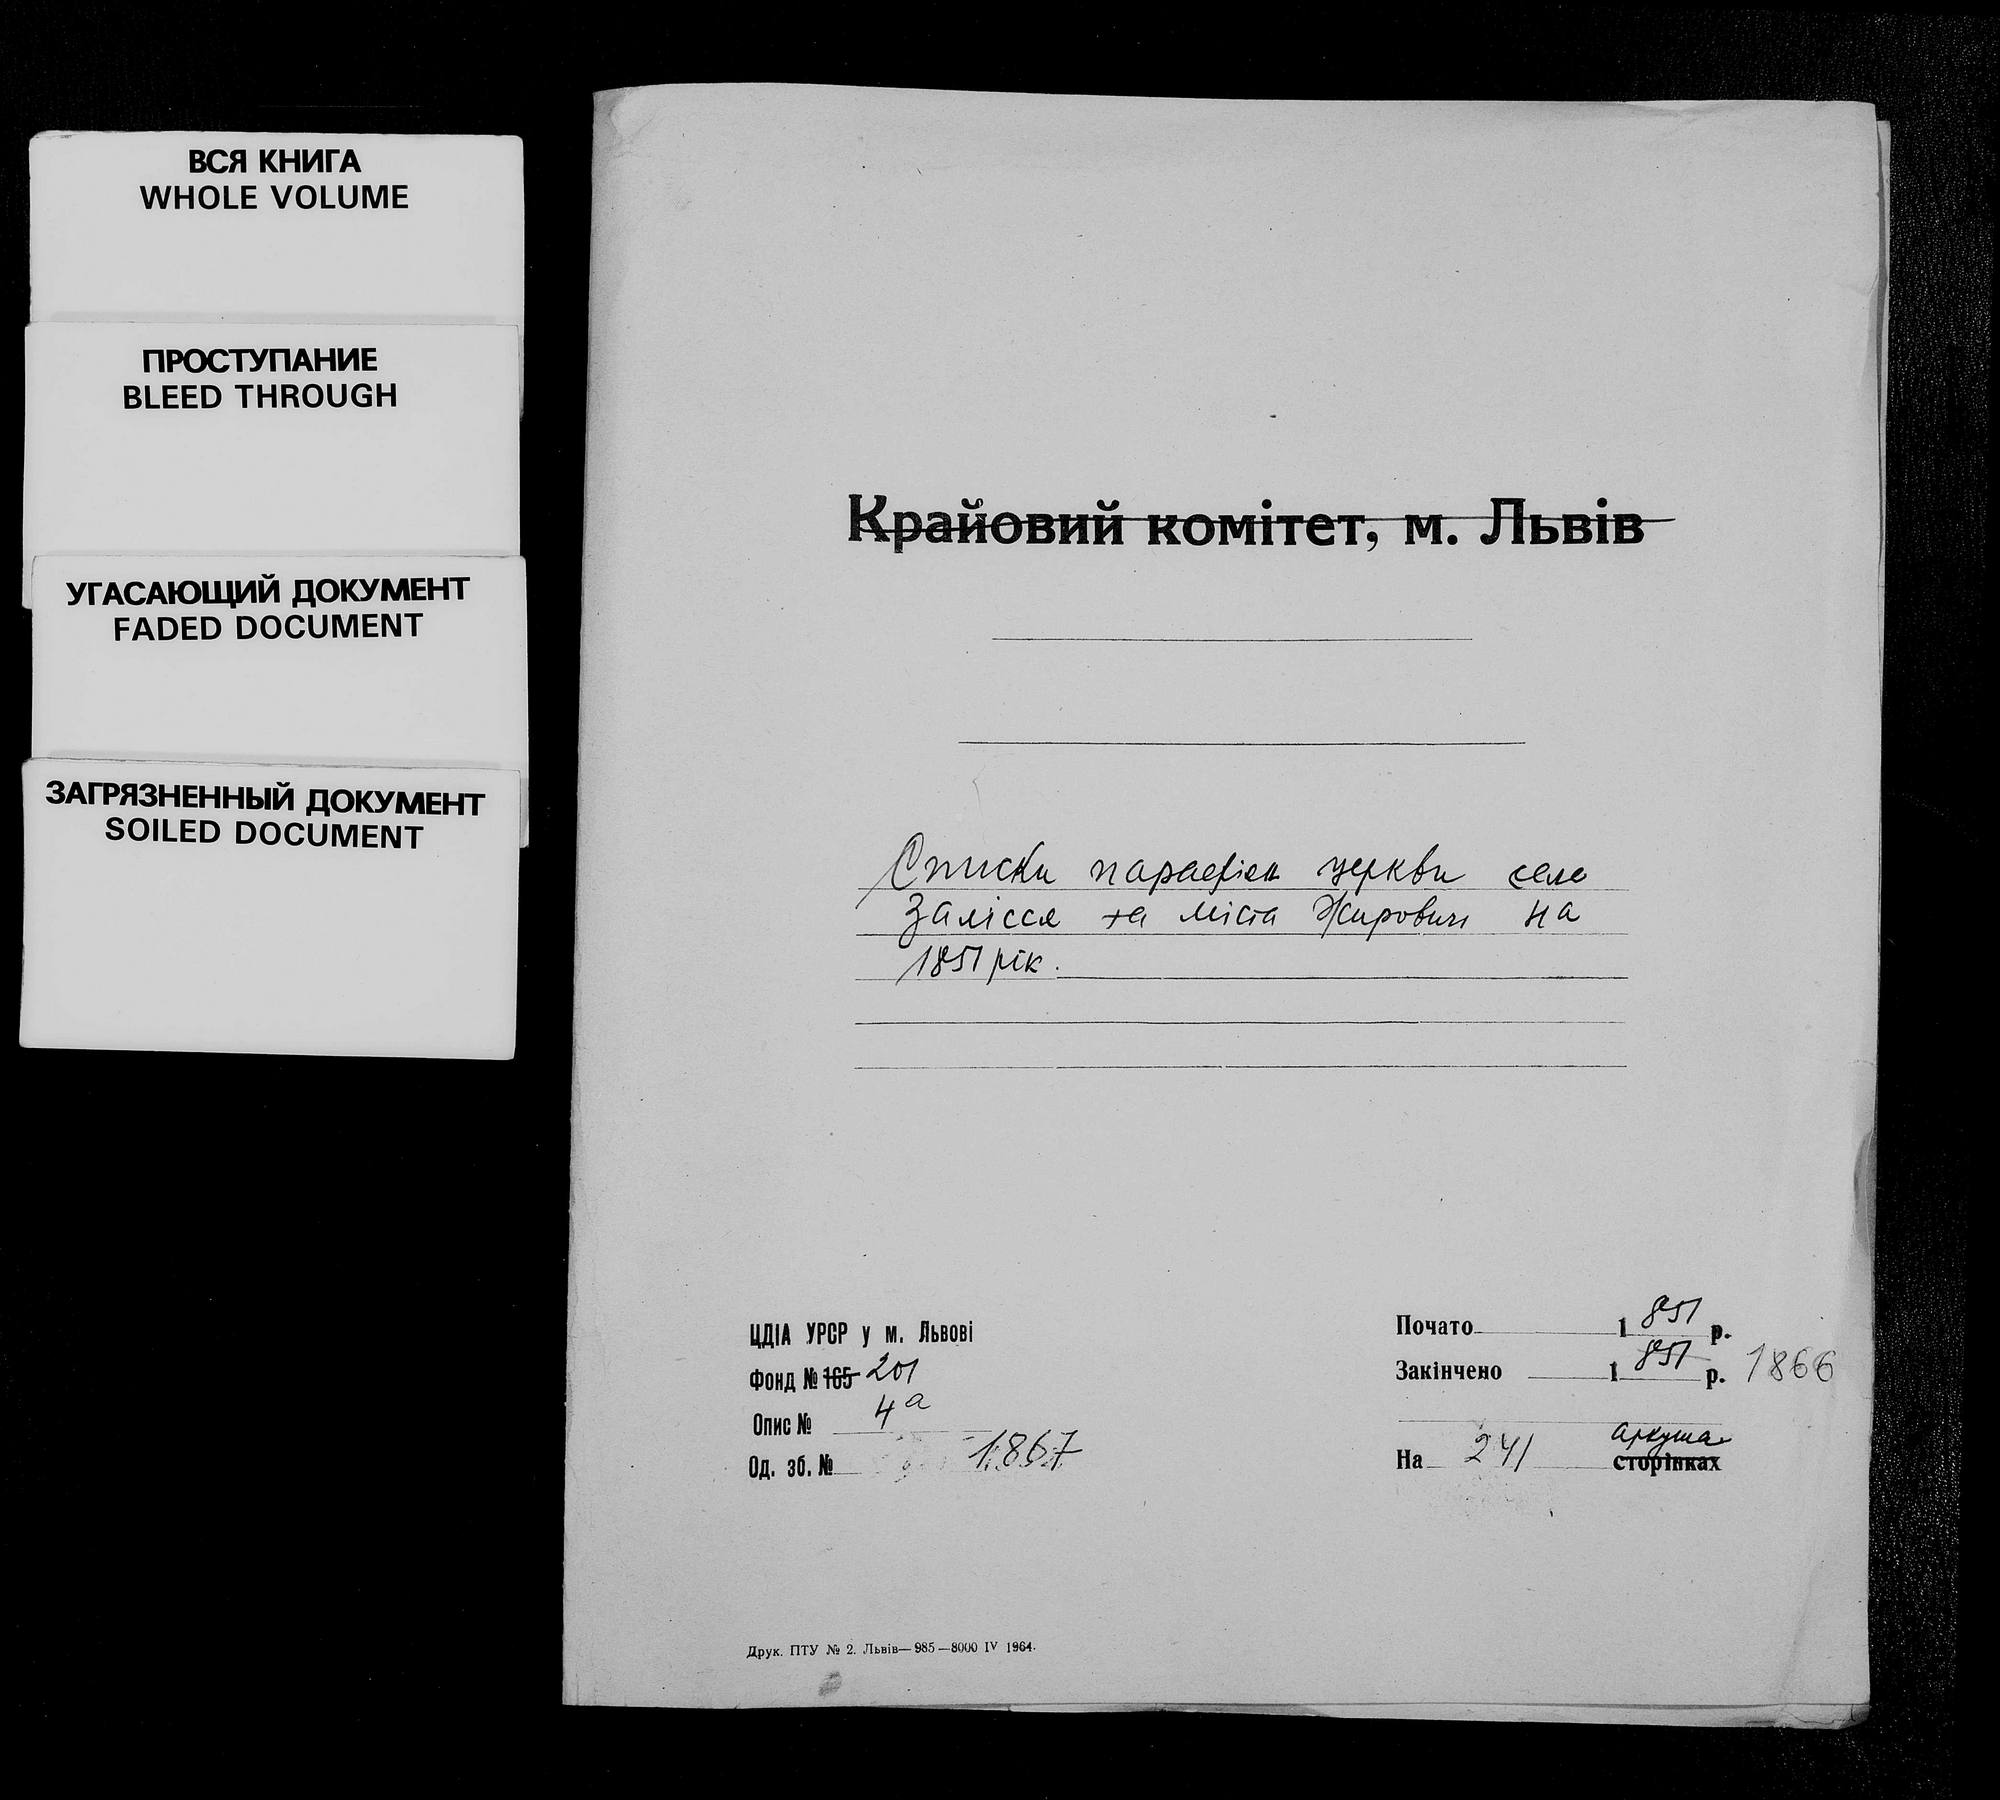 ВСЯ КНИГА
WHOLE VOLUME
ПРОСТУПАНИЕ
BLEED THROUGH
УГАСАЮЩИЙ ДОКУМЕНТ
FADED DOCUMENT
ЗАГРЯЗНЕННЫЙ ДОКУМЕНТ
SOILED DOCUMENT
Крайовий комітет, м. Львів
Списки парафіен церкви село
Залісся та міста Жировичі на
1851 рік.
ЦДІА УРСР у м. Львові
Фонд № 165 201
Опис № 4а
Од. зб. № 1867
Почато 1851 р.
Закінчено 1851 р. 1866
На 241 аркуша сторінках
Друк. ПТУ № 2. Львів—985—8000 IV 1964.